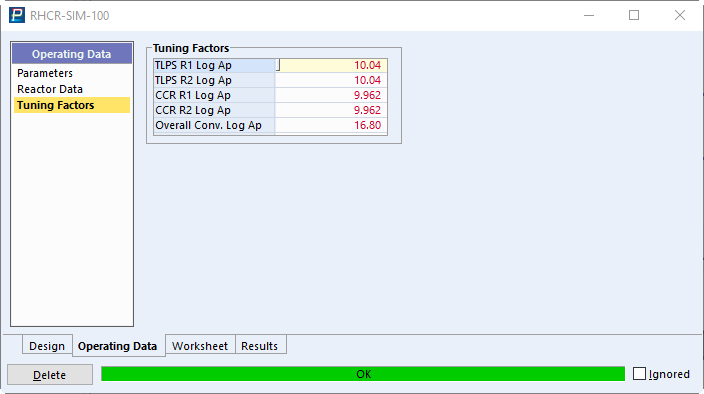 RHCR-SIM-100
Operating Data
Parameters
Reactor Data
Tuning Factors
Tuning Factors
TLPS R1 Log Ap 10.04
TLPS R2 Log Ap 10.04
CCR R1 Log Ap 9.962
CCR R2 Log Ap 9.962
Overall Conv. Log Ap 16.80
Design Operating Data Worksheet Results
Delete OK Ignored